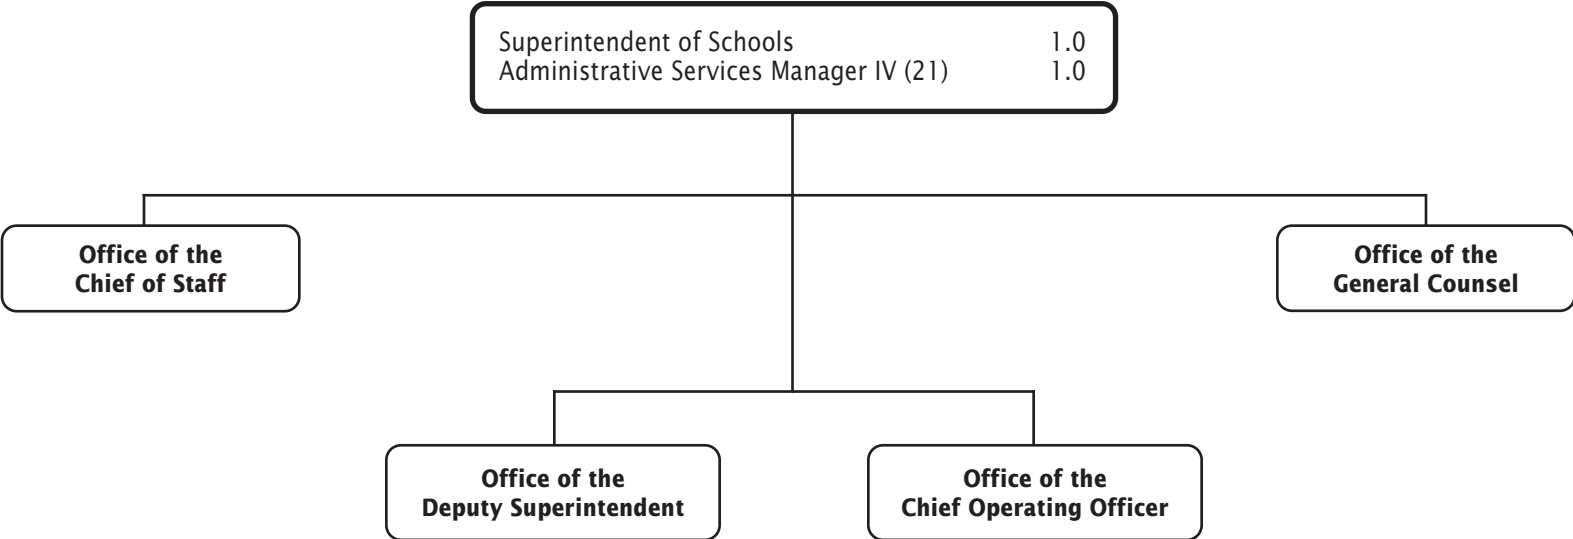 Superintendent of Schools 1.0
Administrative Services Manager IV (21) 1.0
Office of the
Chief of Staff
Office of the
General Counsel
Office of the
Deputy Superintendent
Office of the
Chief Operating Officer